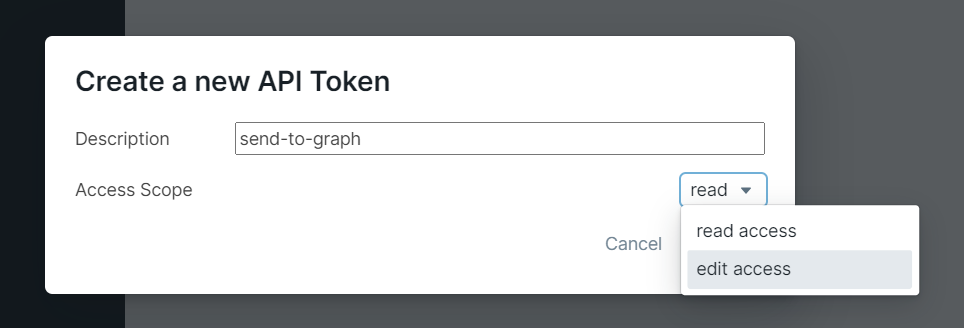 Create a new API Token
Description send-to-graph
Access Scope read
read access
Cancel
edit access